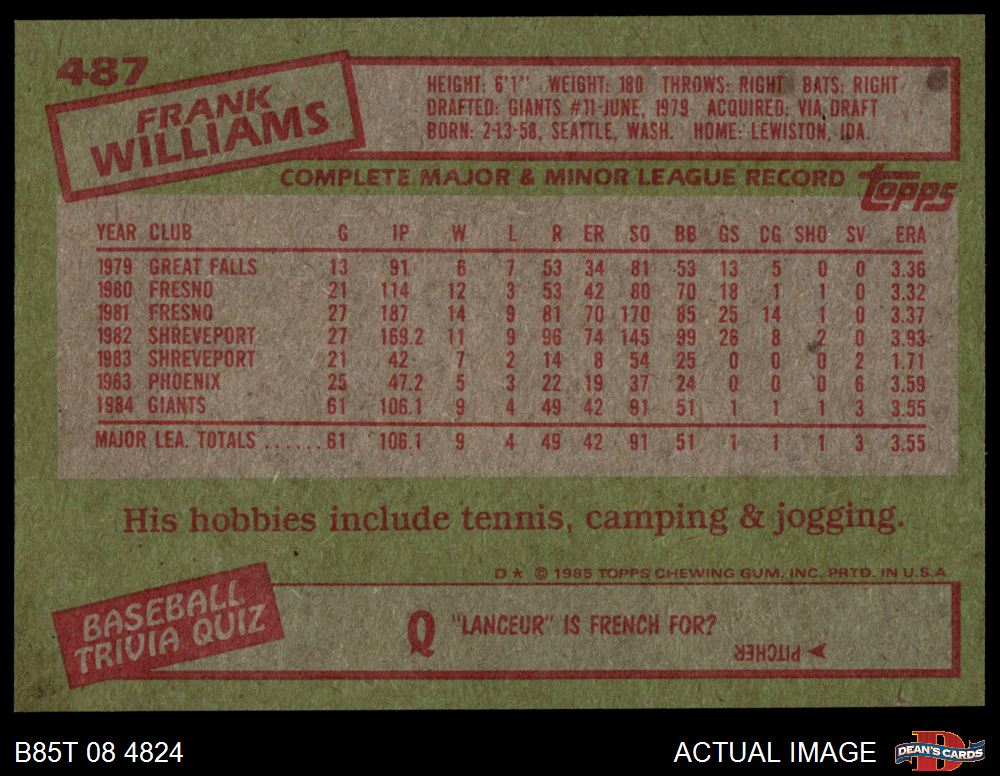 487
FRANK
WILLIAMS
HEIGHT: 6'1" WEIGHT: 180 THROWS: RIGHT BATS: RIGHT
DRAFTED: GIANTS #11-JUNE, 1979 ACQUIRED: VIA DRAFT
BORN: 2-13-58, SEATTLE, WASH. HOME: LEWISTON, IDA.
COMPLETE MAJOR & MINOR LEAGUE RECORD
topps
YEAR CLUB G IP W L R ER SO BB GS CG SHO SV ERA
1979 GREAT FALLS 13 91 6 7 53 34 81 53 13 5 0 0 3.36
1980 FRESNO 21 114 12 3 53 42 80 70 18 1 1 0 3.32
1981 FRESNO 27 187 14 9 81 70 170 85 25 14 1 0 3.37
1982 SHREVEPORT 27 169.2 11 9 96 74 145 99 26 8 2 0 3.93
1983 SHREVEPORT 21 42 7 2 14 8 54 25 0 0 0 2 1.71
1983 PHOENIX 25 47.2 5 3 22 19 37 24 0 0 0 6 3.59
1984 GIANTS 61 106.1 9 4 49 42 91 51 1 1 1 3 3.55
MAJOR LEA. TOTALS ...... 61 106.1 9 4 49 42 91 51 1 1 1 3 3.55
His hobbies include tennis, camping & jogging.
D* © 1985 TOPPS CHEWING GUM, INC. PRTD. IN U.S.A.
BASEBALL
TRIVIA QUIZ
Q "LANCEUR" IS FRENCH FOR?
PITCHER
B85T 08 4824
ACTUAL IMAGE
DEAN'S CARDS